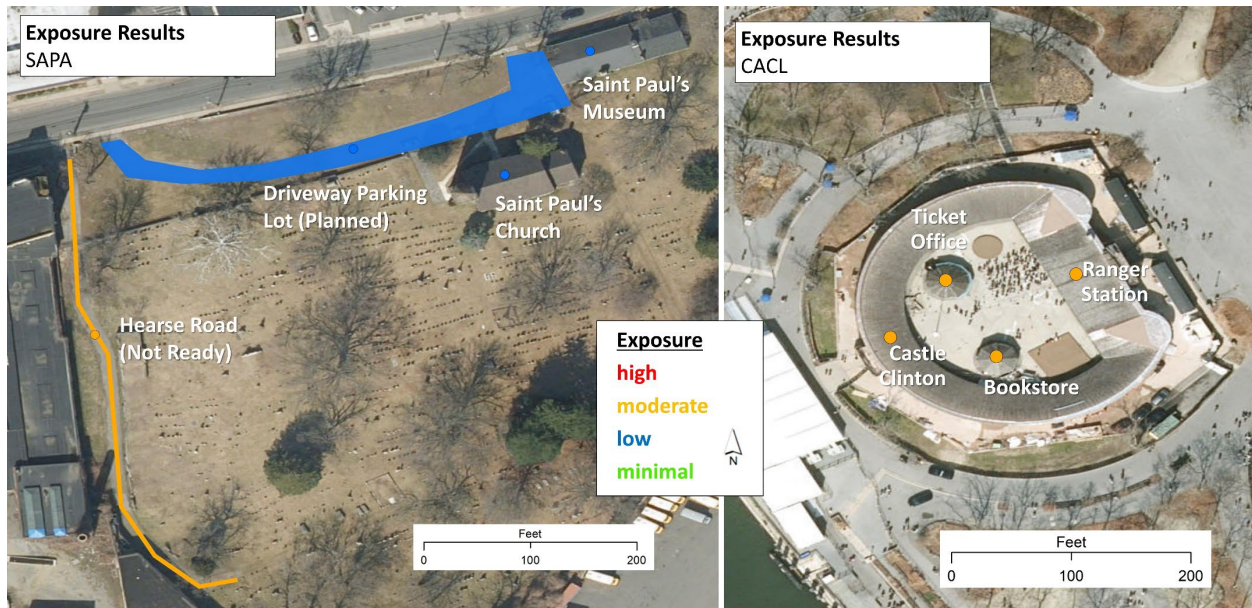 Exposure Results
SAPA
Saint Paul's
Museum
Driveway Parking
Lot (Planned)
Saint Paul's
Church
Hearse Road
(Not Ready)
Feet
0 100 200
Exposure
high
moderate
low
minimal
N
Exposure Results
CACL
Ticket
Office
Ranger
Station
Castle
Clinton
Bookstore
Feet
0 100 200